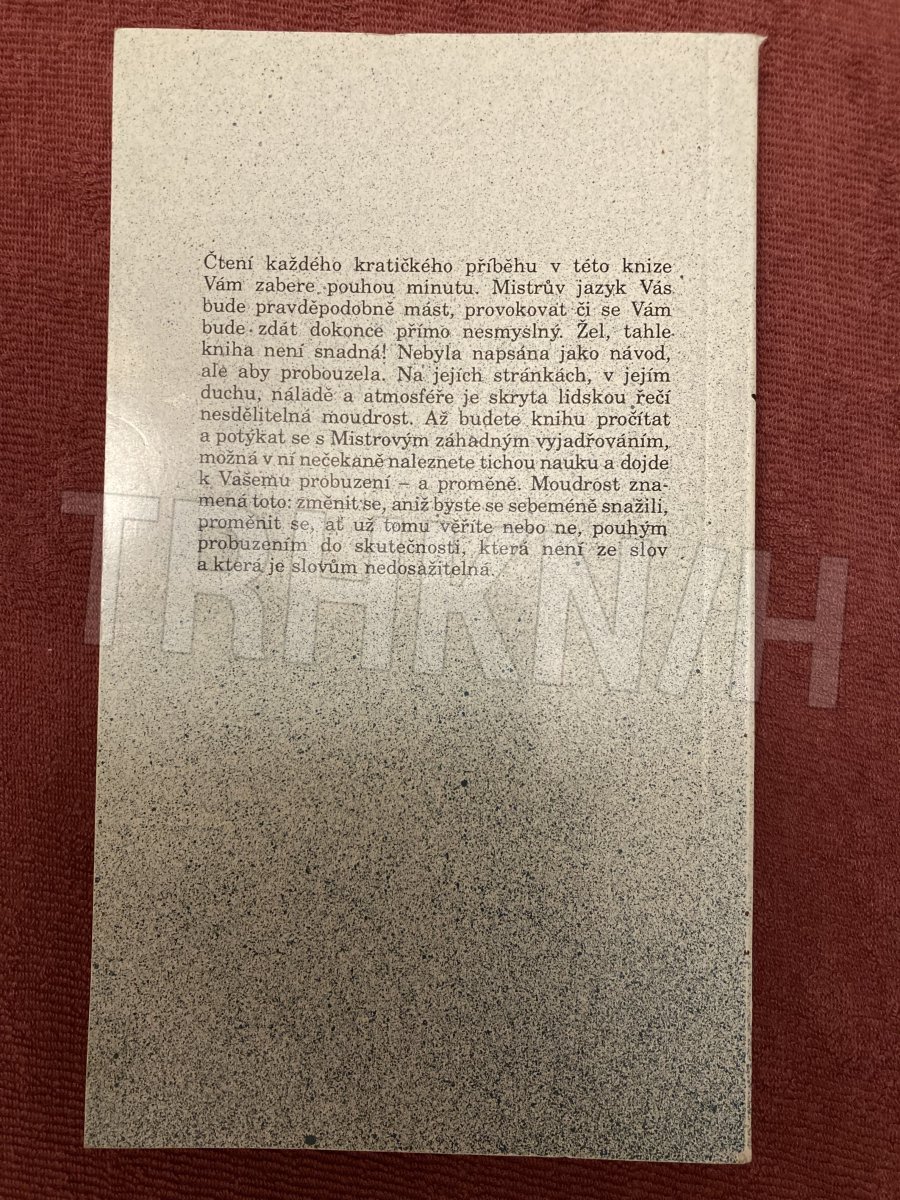 Čtení každého kratičkého příběhu v této knize
Vám zabere pouhou minutu. Mistrův jazyk Vás
bude pravděpodobně mást, provokovat či se Vám
bude zdát dokonce přímo nesmyslný. Žel, tahle
kniha není snadná! Nebyla napsána jako návod,
ale aby probouzela. Na jejích stránkách, v jejím
duchu, náladě a atmosféře je skryta lidskou řečí
nesdělitelná moudrost. Až budete knihu pročítat
a potýkat se s Mistrovým záhadným vyjadřováním,
možná v ní nečekaně naleznete tichou nauku a dojde
k Vašemu probuzení – a proměně. Moudrost zna-
mená toto: změnit se, aniž byste se sebeméně snažili,
proměnit se, ať už tomu věříte nebo ne, pouhým
probuzením do skutečnosti, která není ze slov
a která je slovům nedosažitelná.
TRHKNIH